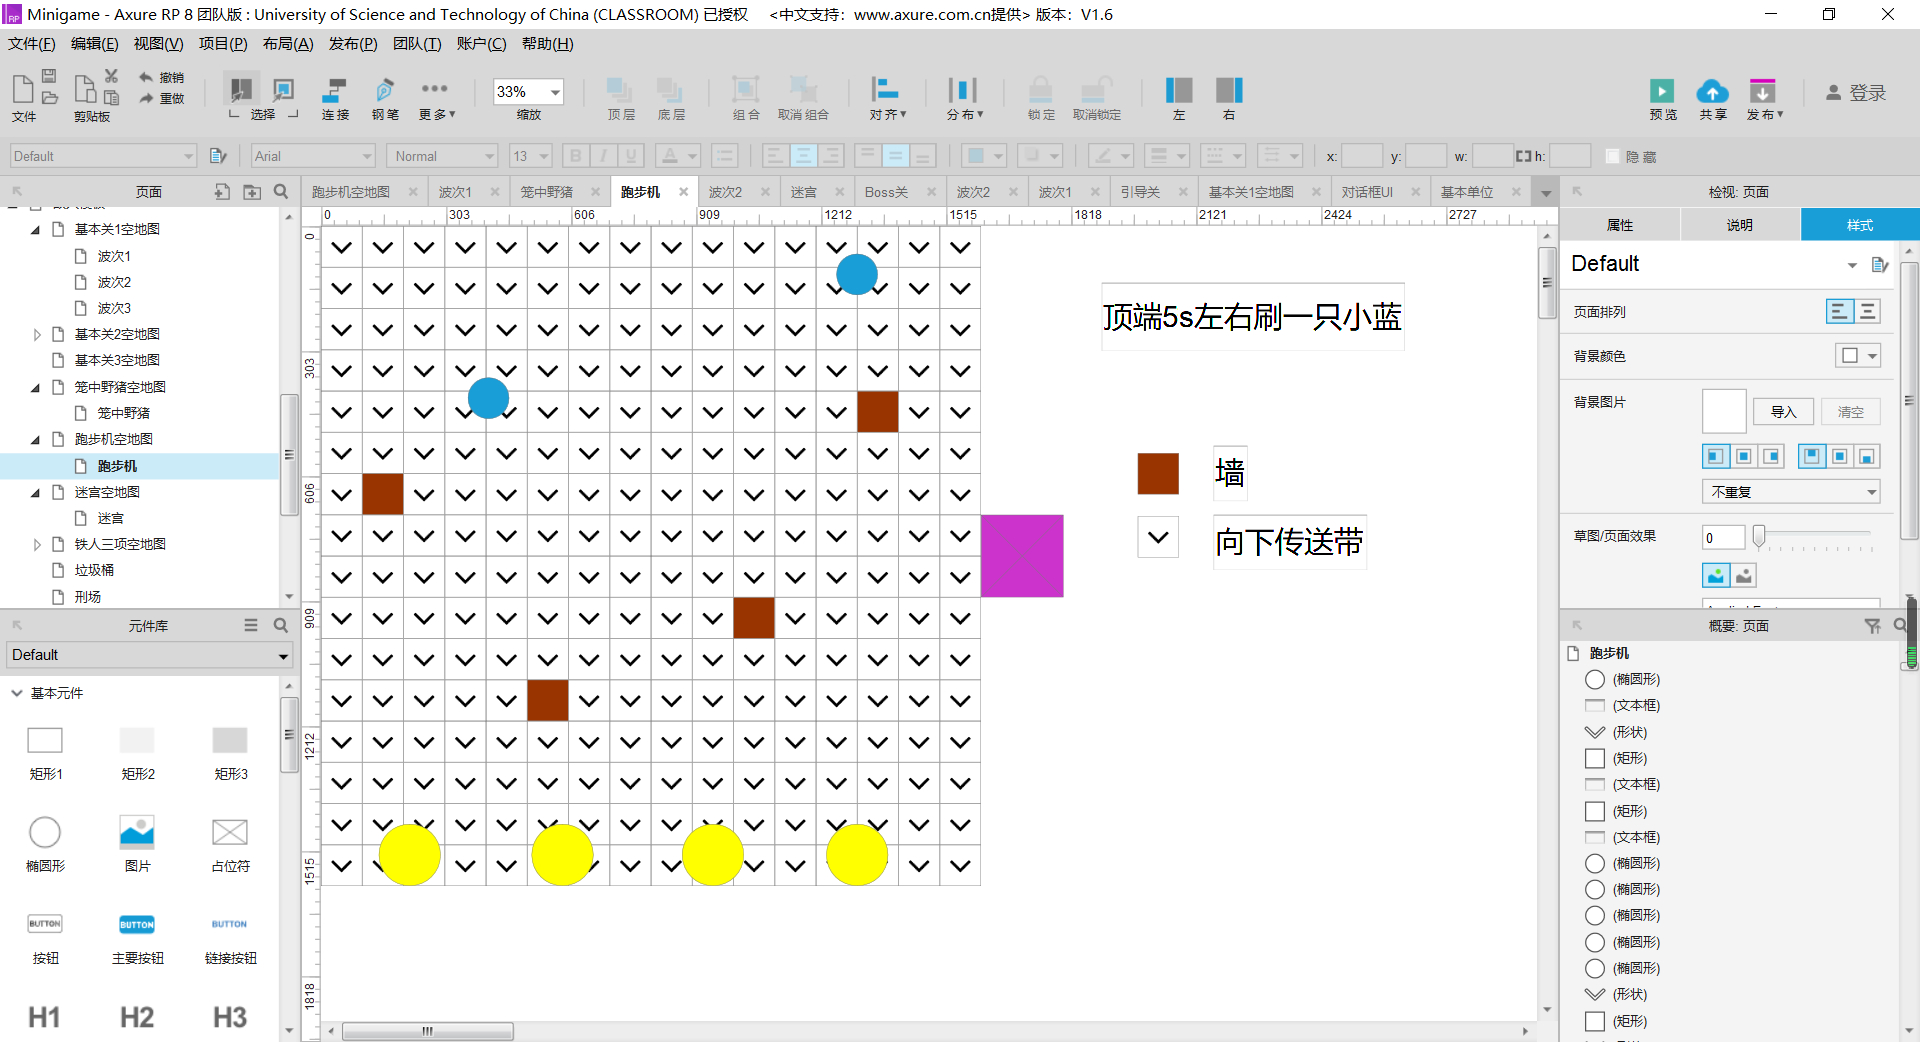 Minigame - Axure RP 8 团队版 : University of Science and Technology of China (CLASSROOM) 已授权 <中文支持：www.axure.com.cn提供> 版本：V1.6
文件(F) 编辑(E) 视图(V) 项目(P) 布局(A) 发布(P) 团队(T) 账户(C) 帮助(H)
文件 剪贴板 撤销 重做 选择 连接 钢笔 更多 33% 缩放 顶层 底层 组合 取消组合 对齐 分布 锁定 取消锁定 左 右 预览 共享 发布 登录
Default Arial Normal 13 B I U A x: y: w: h: 隐藏
页面
基本关1空地图
波次1
波次2
波次3
基本关2空地图
基本关3空地图
笼中野猪空地图
笼中野猪
跑步机空地图
跑步机
迷宫空地图
迷宫
铁人三项空地图
垃圾桶
刑场
元件库
Default
基本元件
矩形1 矩形2 矩形3
椭圆形 图片 占位符
BUTTON BUTTON BUTTON
按钮 主要按钮 链接按钮
H1 H2 H3
跑步机空地图 波次1 笼中野猪 跑步机 波次2 迷宫 Boss关 波次2 波次1 引导关 基本关1空地图 对话框UI 基本单位
0 303 606 909 1212 1515 1818 2121 2424 2727
0
303
606
909
1212
1515
1818
顶端5s左右刷一只小蓝
墙
向下传送带
检视: 页面
属性 说明 样式
Default
页面排列
背景颜色
背景图片 导入 清空
不重复
草图/页面效果 0
概要: 页面
跑步机
(椭圆形)
(文本框)
(形状)
(矩形)
(文本框)
(矩形)
(文本框)
(椭圆形)
(椭圆形)
(椭圆形)
(椭圆形)
(椭圆形)
(形状)
(矩形)